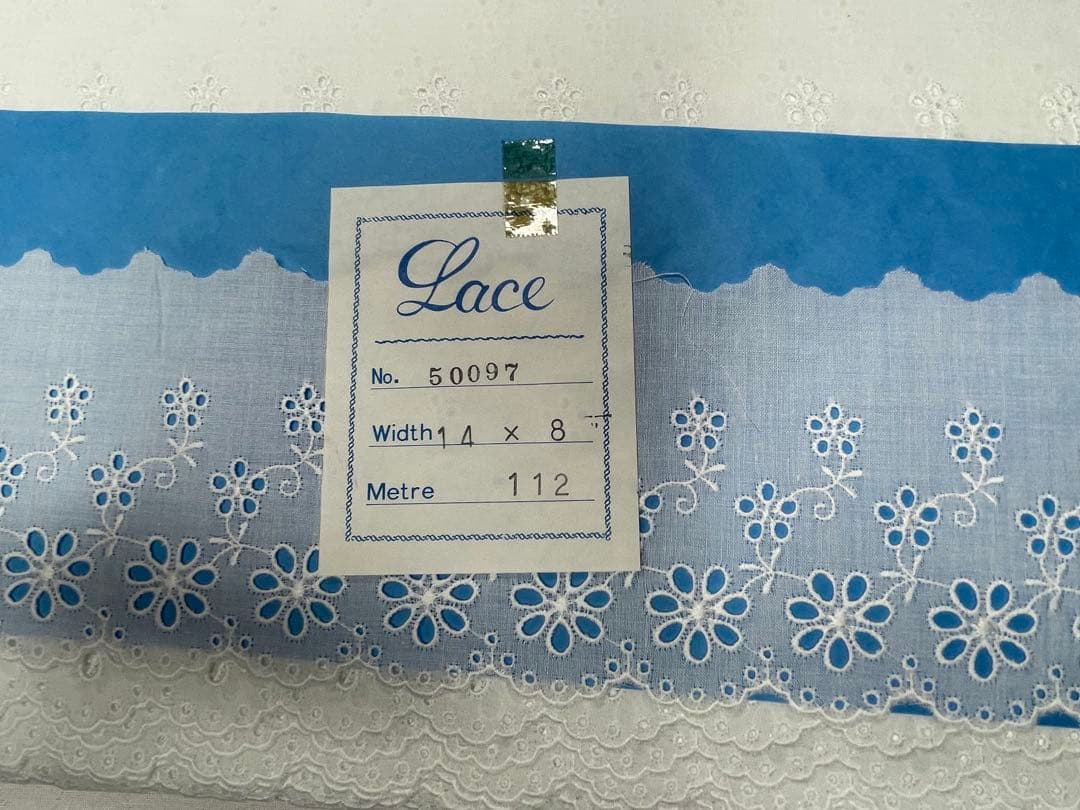 Lace
No. 50097
Width 14 × 8
Metre 112